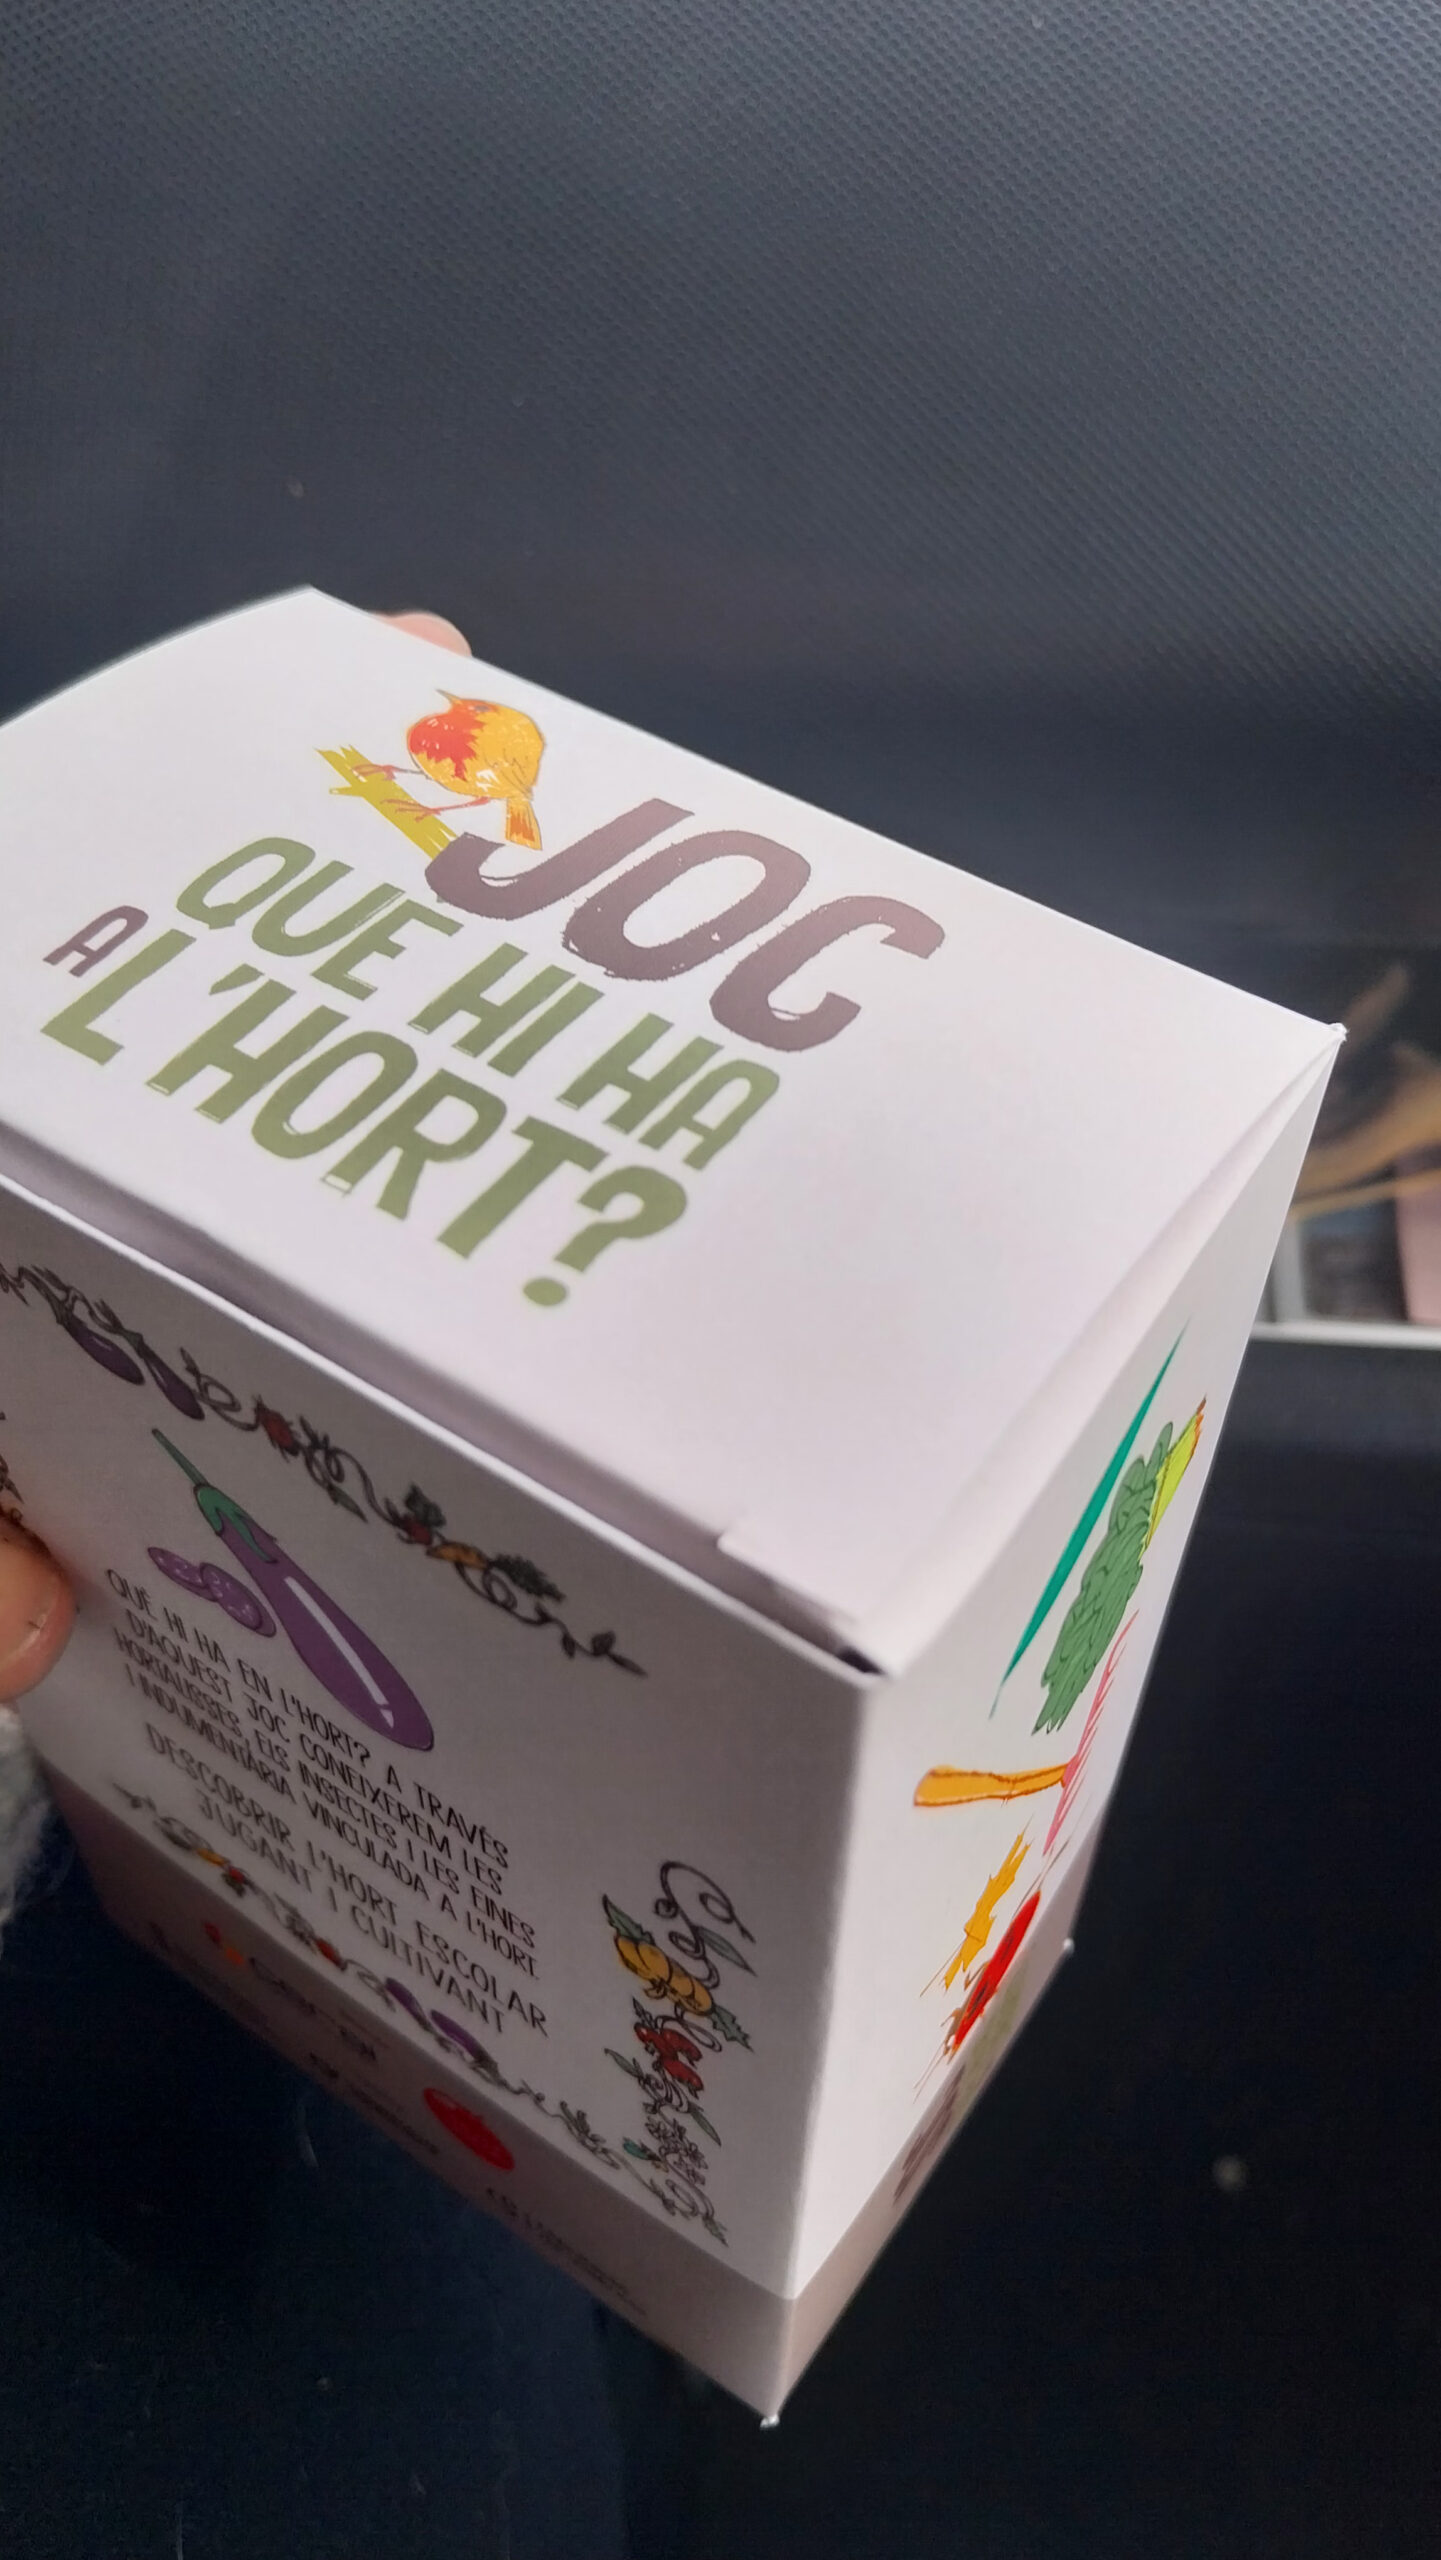 JOC
QUE HI HA
A L'HORT?
QUÈ HI HA EN L'HORT? A TRAVÉS
D'AQUEST JOC CONEIXEREM LES
HORTALISSES, ELS INSECTES I LES EINES
I INDUMENTÀRIA VINCULADA A L'HORT.
DESCOBRIR L'HORT ESCOLAR
JUGANT I CULTIVANT